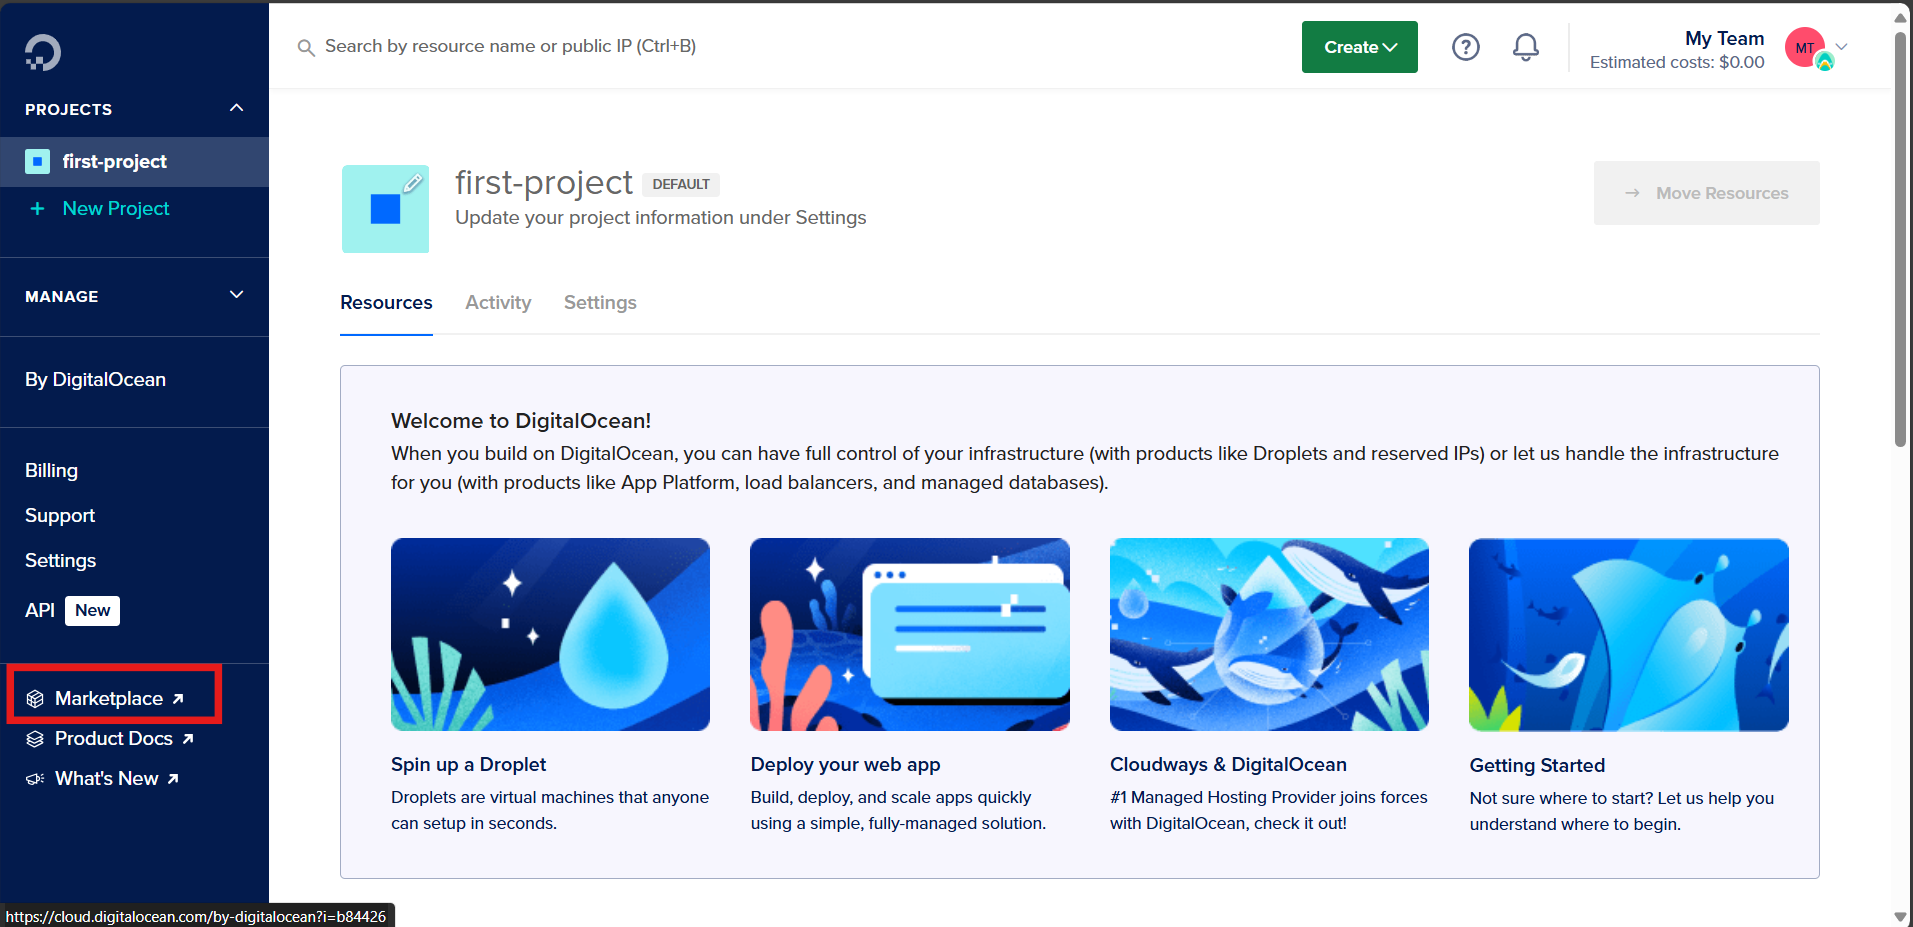 Search by resource name or public IP (Ctrl+B)
Create
My Team
Estimated costs: $0.00
MT
PROJECTS
first-project
+ New Project
MANAGE
By DigitalOcean
Billing
Support
Settings
API New
Marketplace
Product Docs
What's New
first-project DEFAULT
Update your project information under Settings
Move Resources
Resources Activity Settings
Welcome to DigitalOcean!
When you build on DigitalOcean, you can have full control of your infrastructure (with products like Droplets and reserved IPs) or let us handle the infrastructure
for you (with products like App Platform, load balancers, and managed databases).
Spin up a Droplet
Droplets are virtual machines that anyone
can setup in seconds.
Deploy your web app
Build, deploy, and scale apps quickly
using a simple, fully-managed solution.
Cloudways & DigitalOcean
#1 Managed Hosting Provider joins forces
with DigitalOcean, check it out!
Getting Started
Not sure where to start? Let us help you
understand where to begin.
https://cloud.digitalocean.com/by-digitalocean?i=b84426